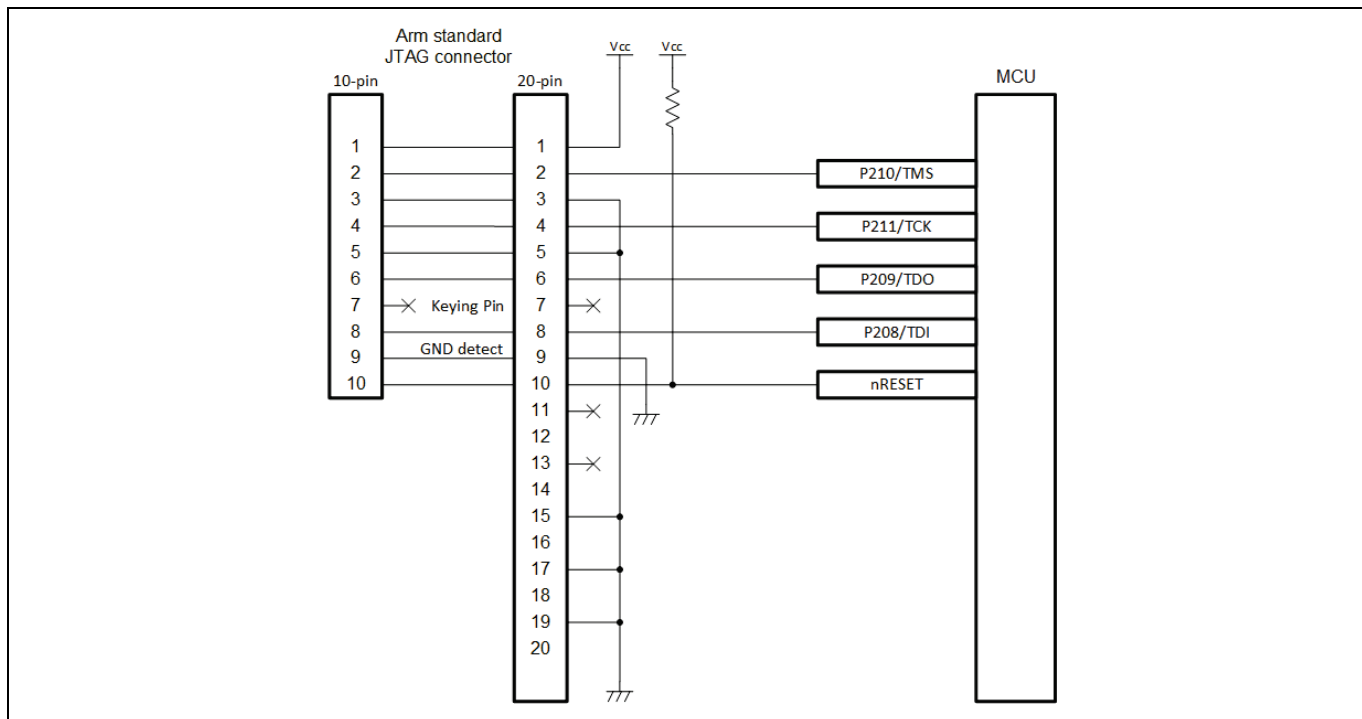 Arm standard
JTAG connector
10-pin
20-pin
Vcc
Vcc
MCU
1
1
2
2
P210/TMS
3
3
4
4
P211/TCK
5
5
6
6
P209/TDO
7
Keying Pin
7
8
8
P208/TDI
9
GND detect
9
10
10
nRESET
11
12
13
14
15
16
17
18
19
20